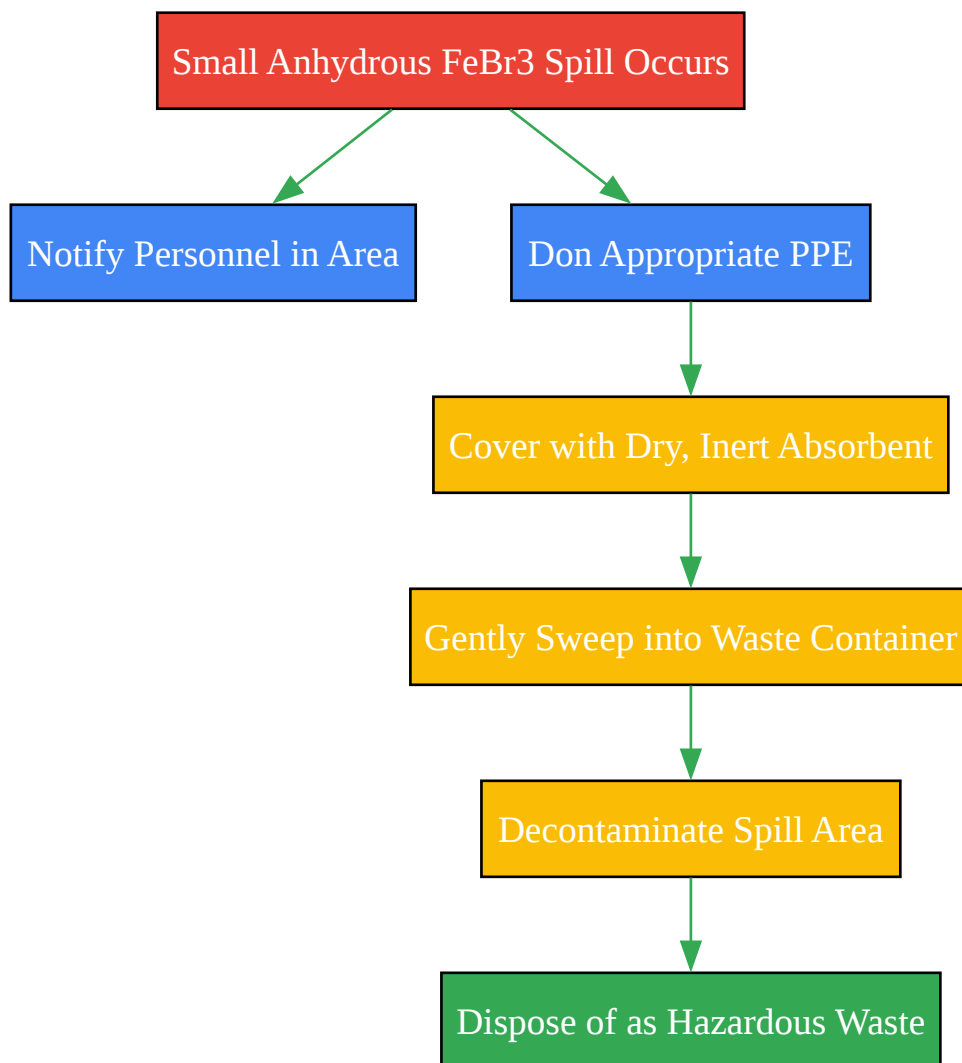 Small Anhydrous FeBr3 Spill Occurs
Notify Personnel in Area
Don Appropriate PPE
Cover with Dry, Inert Absorbent
Gently Sweep into Waste Container
Decontaminate Spill Area
Dispose of as Hazardous Waste